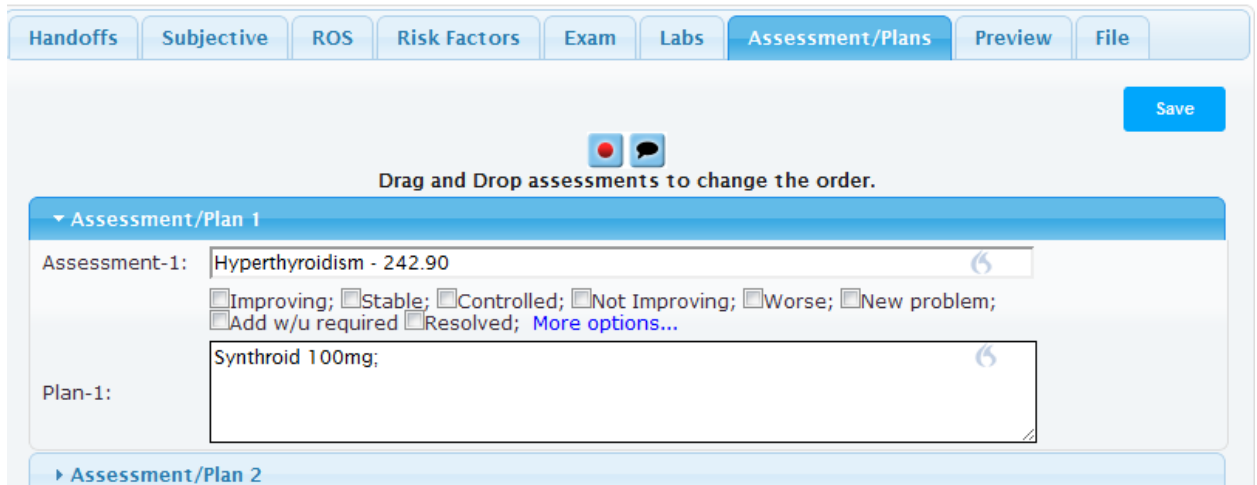 Handoffs Subjective ROS Risk Factors Exam Labs Assessment/Plans Preview File
Save
Drag and Drop assessments to change the order.
Assessment/Plan 1
Assessment-1: Hyperthyroidism - 242.90
Improving; Stable; Controlled; Not Improving; Worse; New problem;
Add w/u required Resolved; More options...
Synthroid 100mg;
Plan-1:
Assessment/Plan 2